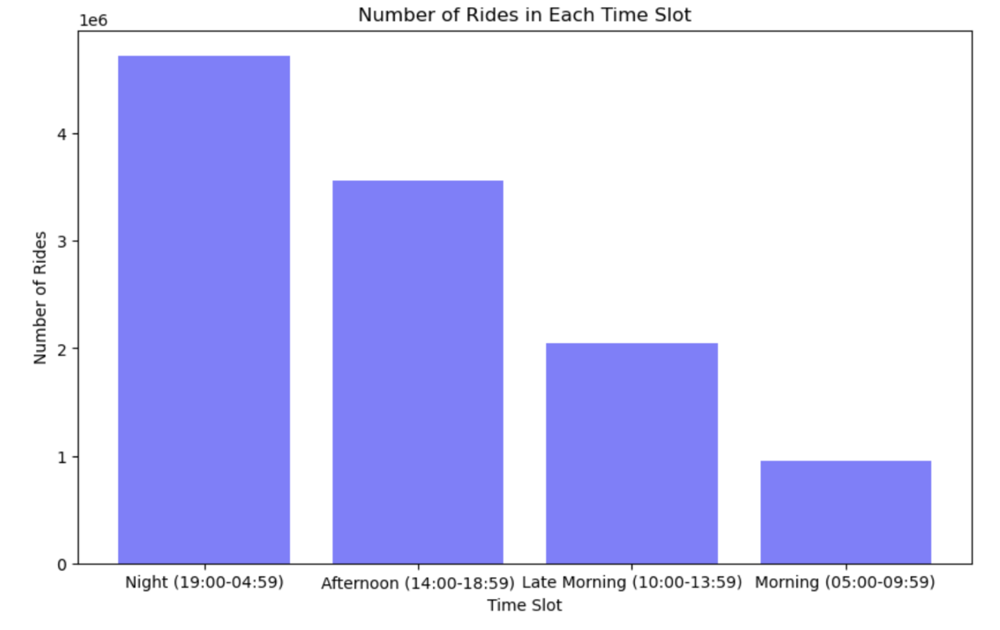 Number of Rides in Each Time Slot
1e6
Number of Rides
4
3
2
1
0
Night (19:00-04:59)
Afternoon (14:00-18:59)
Late Morning (10:00-13:59)
Morning (05:00-09:59)
Time Slot